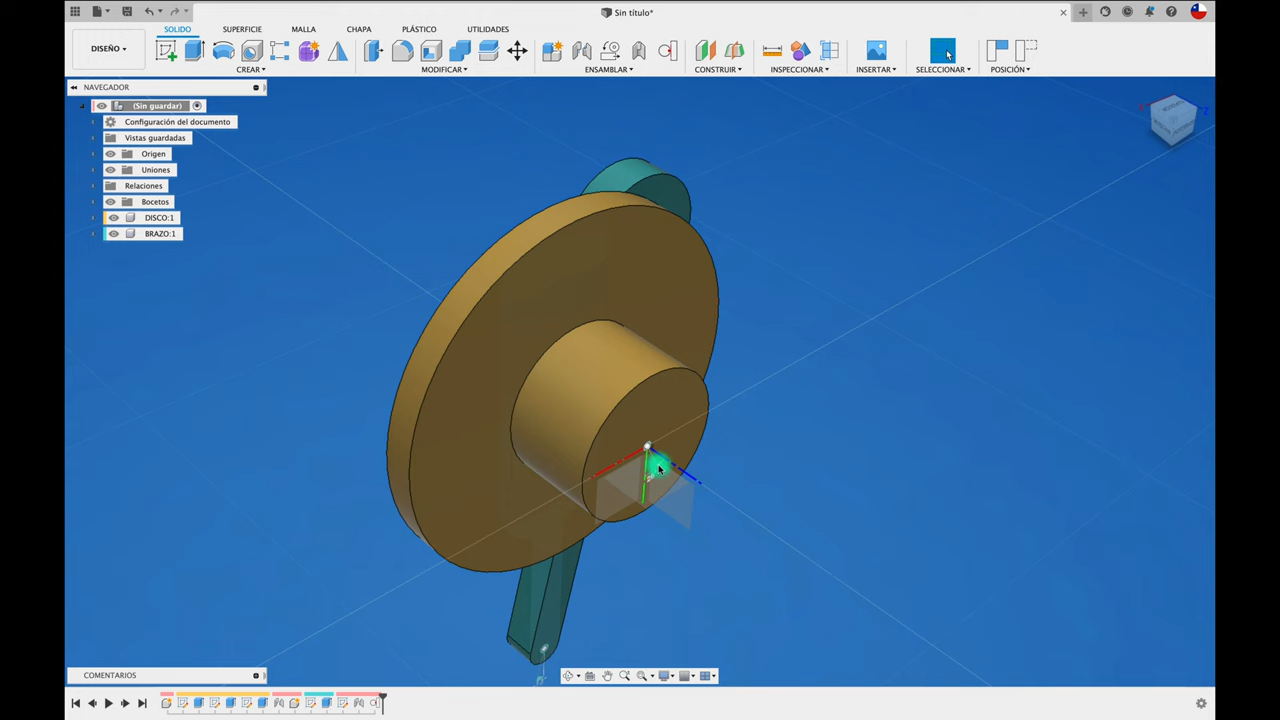 Sin título*
DISEÑO
SOLIDO SUPERFICIE MALLA CHAPA PLÁSTICO UTILIDADES
CREAR MODIFICAR ENSAMBLAR CONSTRUIR INSPECCIONAR INSERTAR SELECCIONAR POSICIÓN
NAVEGADOR
(Sin guardar)
Configuración del documento
Vistas guardadas
Origen
Uniones
Relaciones
Bocetos
DISCO:1
BRAZO:1
COMENTARIOS